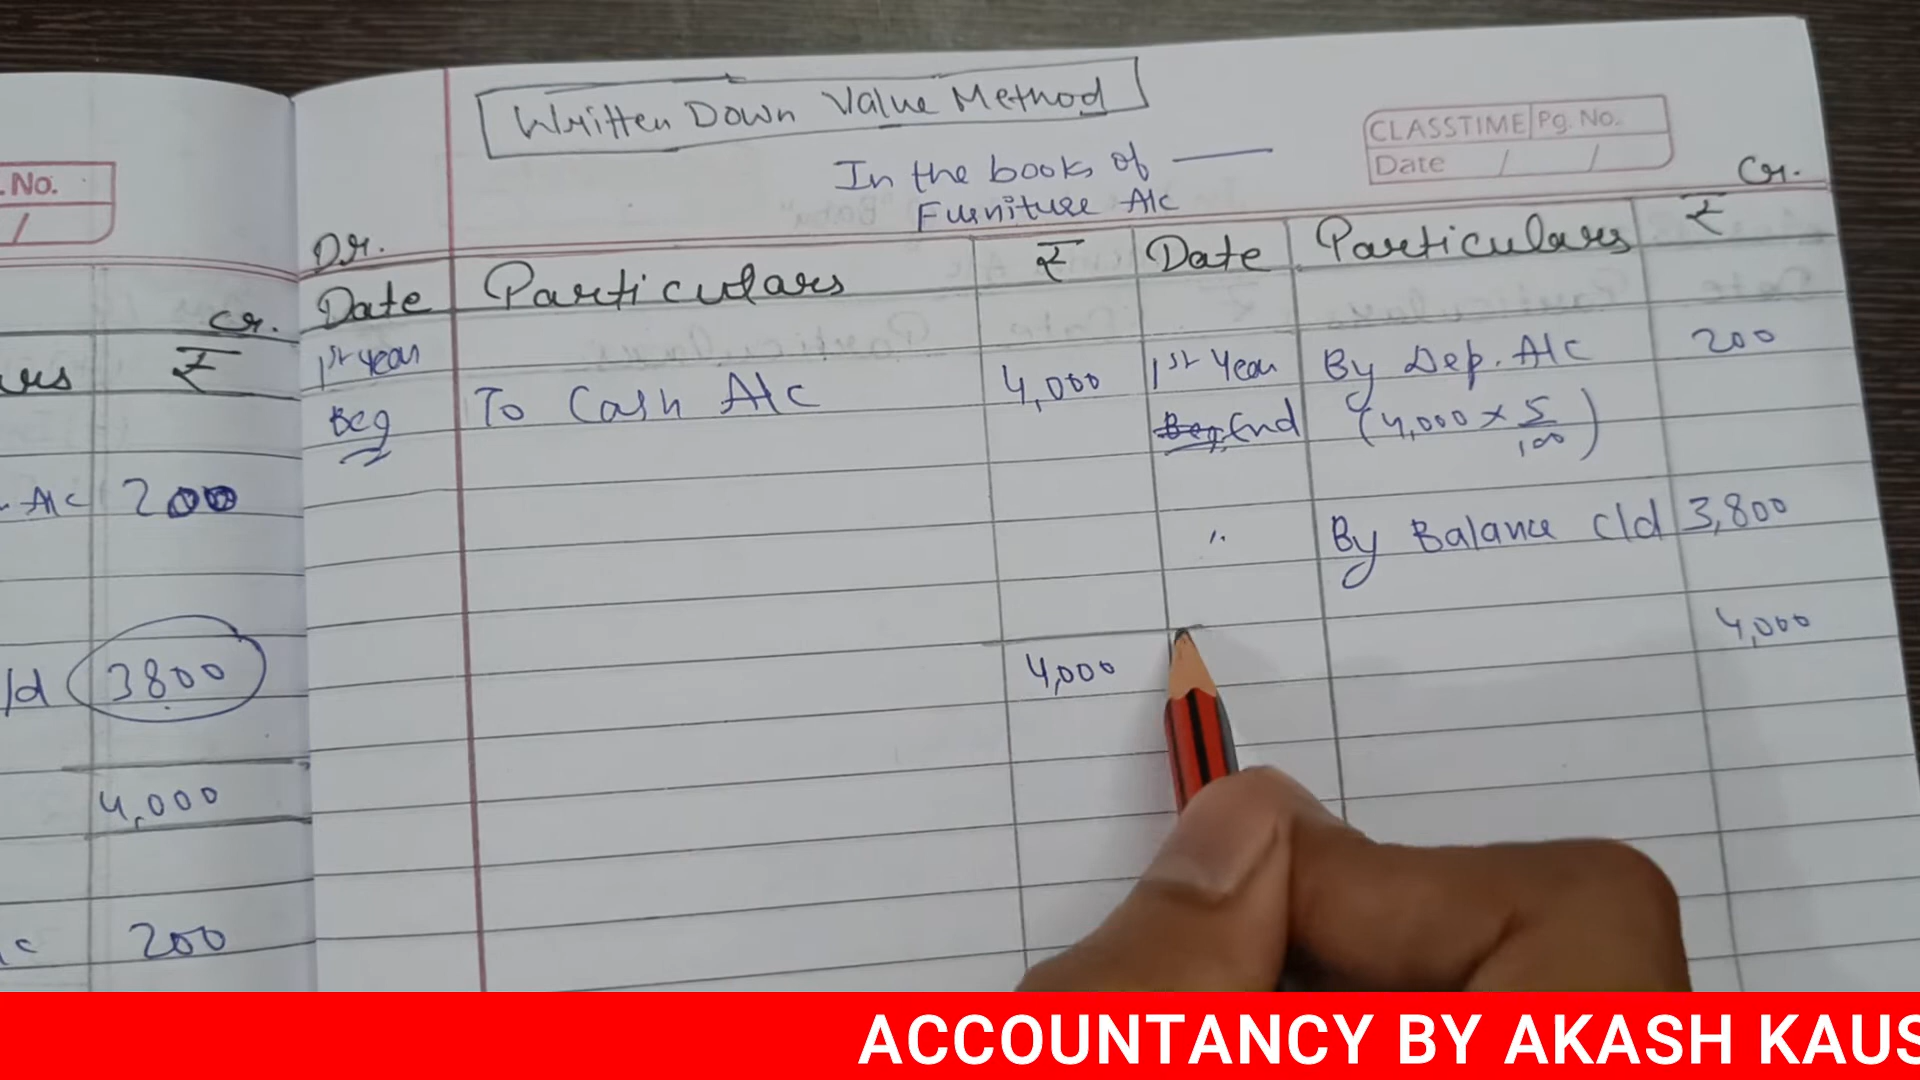 Written Down Value Method
In the books of
Furniture A/c
CLASSTIME Pg. No.
Date / /
Dr.
Cr.
Date Particulars ₹ Date Particulars ₹
1st year To Cash A/c 4,000 1st Year By Dep. A/c 200
Beg End (4,000 × 5/100)
" By Balance c/d 3,800
4,000 4,000
. No.
/
cr.
₹
A/c 200
/d 3800
4,000
c 200
ACCOUNTANCY BY AKASH KAUS